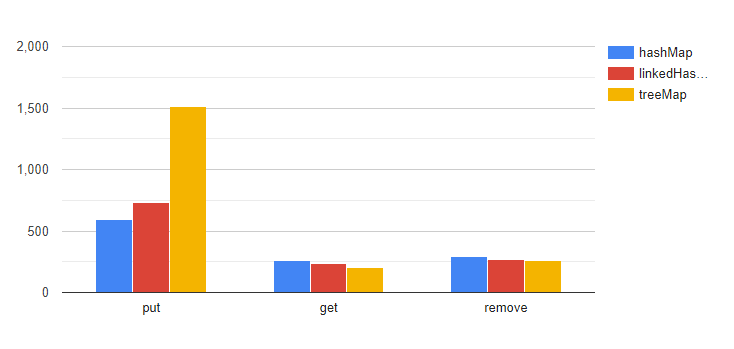 2,000
1,500
1,000
500
0
put
get
remove
hashMap
linkedHas...
treeMap